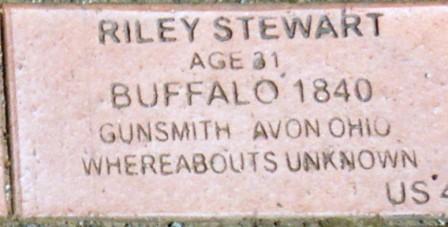 RILEY STEWART
AGE 31
BUFFALO 1840
GUNSMITH AVON OHIO
WHEREABOUTS UNKNOWN
US